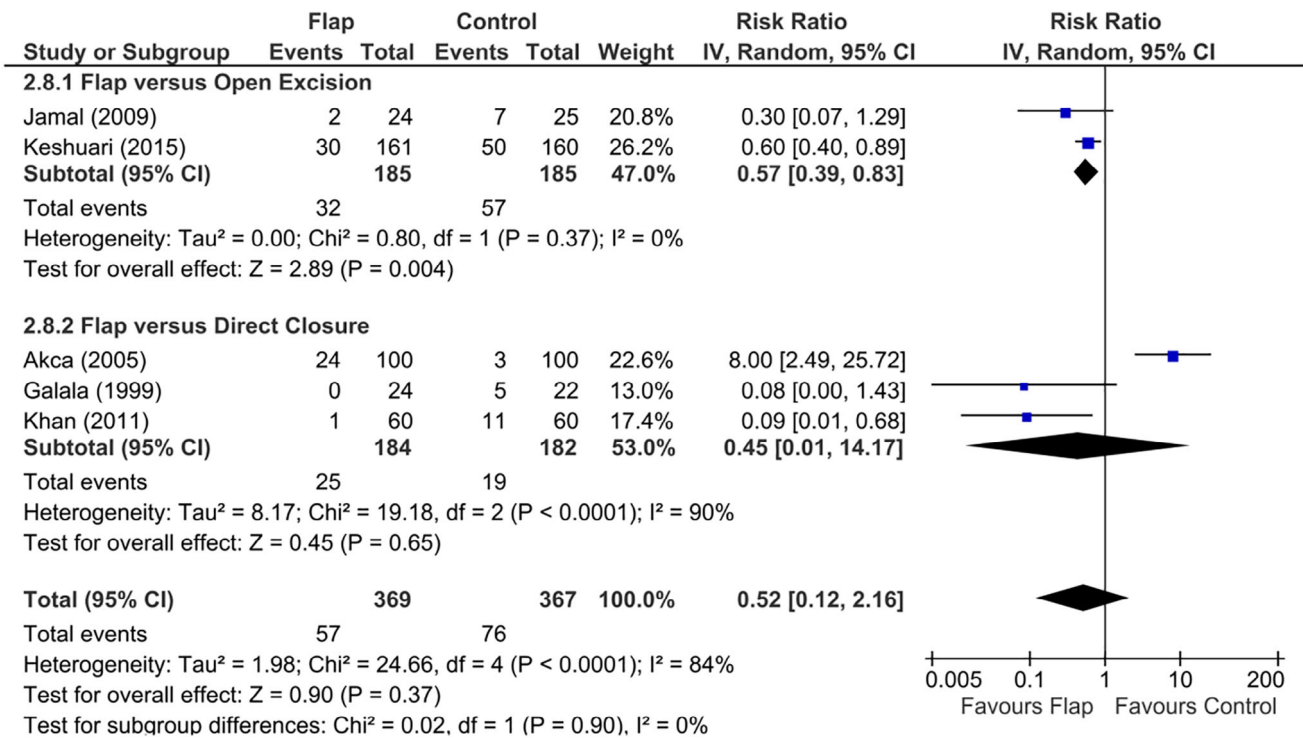 Flap Control Risk Ratio Risk Ratio
Study or Subgroup Events Total Events Total Weight IV, Random, 95% CI IV, Random, 95% CI
2.8.1 Flap versus Open Excision
Jamal (2009) 2 24 7 25 20.8% 0.30 [0.07, 1.29]
Keshuari (2015) 30 161 50 160 26.2% 0.60 [0.40, 0.89]
Subtotal (95% CI) 185 185 47.0% 0.57 [0.39, 0.83]
Total events 32 57
Heterogeneity: Tau² = 0.00; Chi² = 0.80, df = 1 (P = 0.37); I² = 0%
Test for overall effect: Z = 2.89 (P = 0.004)
2.8.2 Flap versus Direct Closure
Akca (2005) 24 100 3 100 22.6% 8.00 [2.49, 25.72]
Galala (1999) 0 24 5 22 13.0% 0.08 [0.00, 1.43]
Khan (2011) 1 60 11 60 17.4% 0.09 [0.01, 0.68]
Subtotal (95% CI) 184 182 53.0% 0.45 [0.01, 14.17]
Total events 25 19
Heterogeneity: Tau² = 8.17; Chi² = 19.18, df = 2 (P < 0.0001); I² = 90%
Test for overall effect: Z = 0.45 (P = 0.65)
Total (95% CI) 369 367 100.0% 0.52 [0.12, 2.16]
Total events 57 76
Heterogeneity: Tau² = 1.98; Chi² = 24.66, df = 4 (P < 0.0001); I² = 84%
Test for overall effect: Z = 0.90 (P = 0.37)
Test for subgroup differences: Chi² = 0.02, df = 1 (P = 0.90), I² = 0%
0.005 0.1 1 10 200
Favours Flap Favours Control